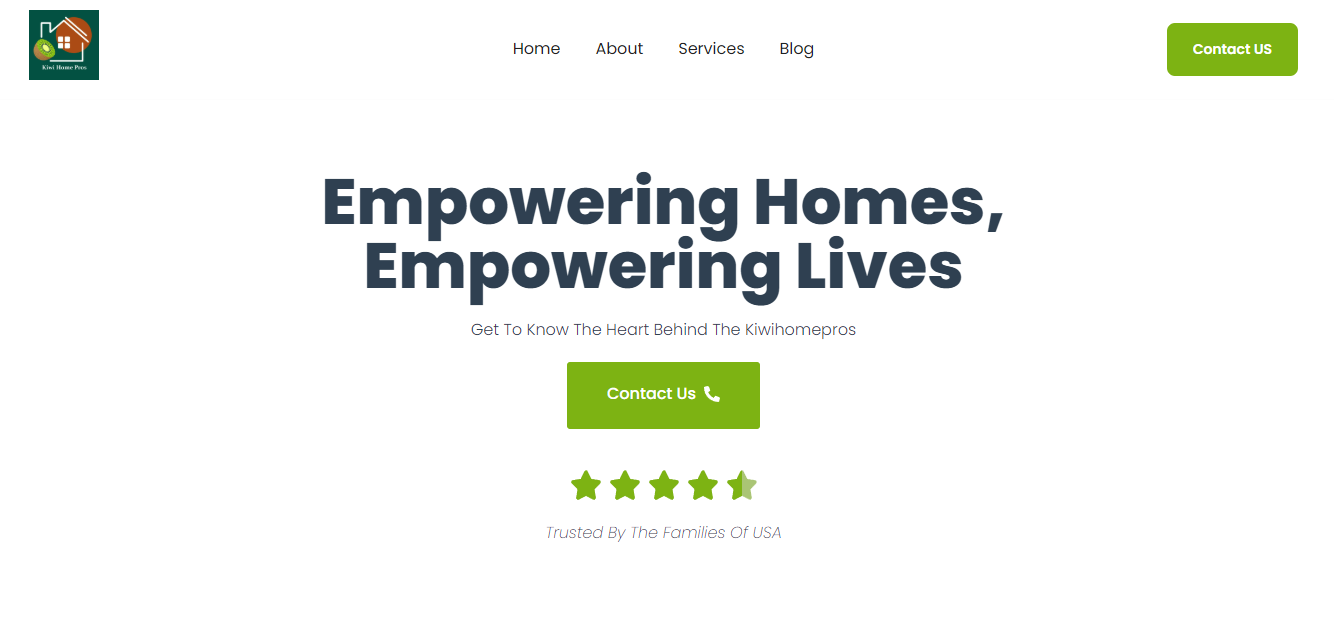 Kiwi Home Pros
Home About Services Blog
Contact US
Empowering Homes,
Empowering Lives
Get To Know The Heart Behind The Kiwihomepros
Contact Us
Trusted By The Families Of USA